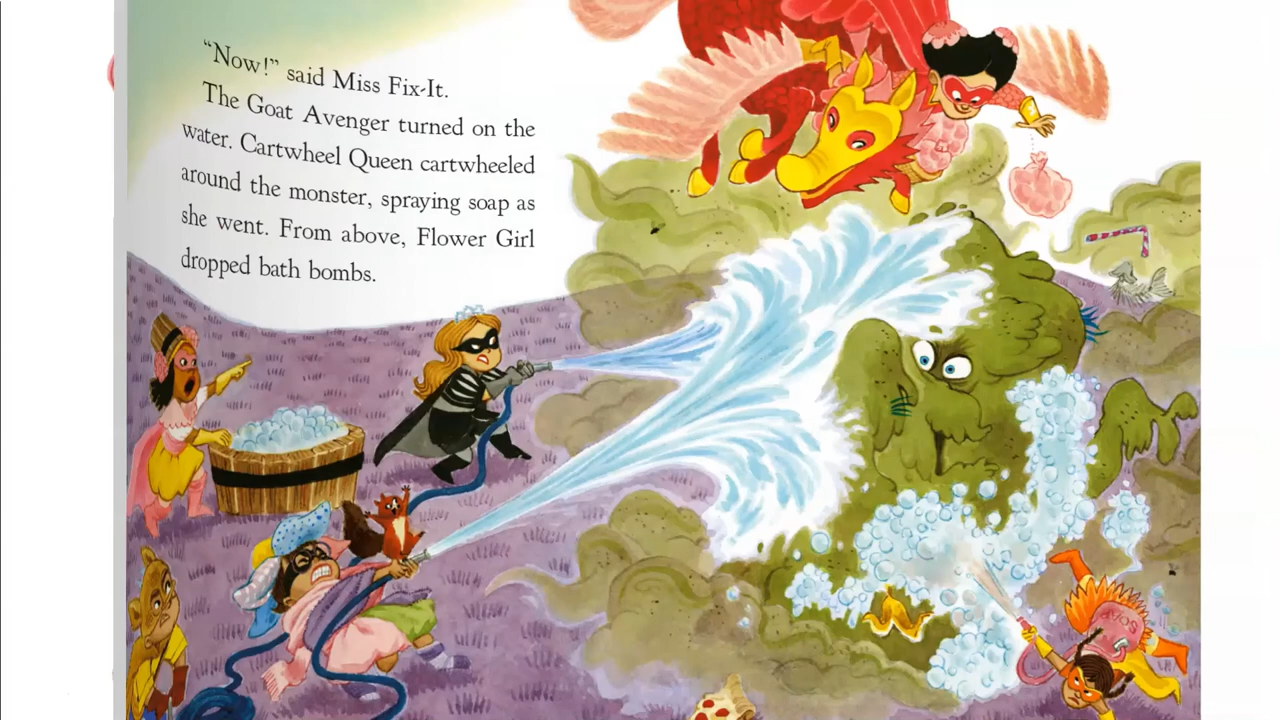 “Now!” said Miss Fix-It.
The Goat Avenger turned on the
water. Cartwheel Queen cartwheeled
around the monster, spraying soap as
she went. From above, Flower Girl
dropped bath bombs.
SOAP